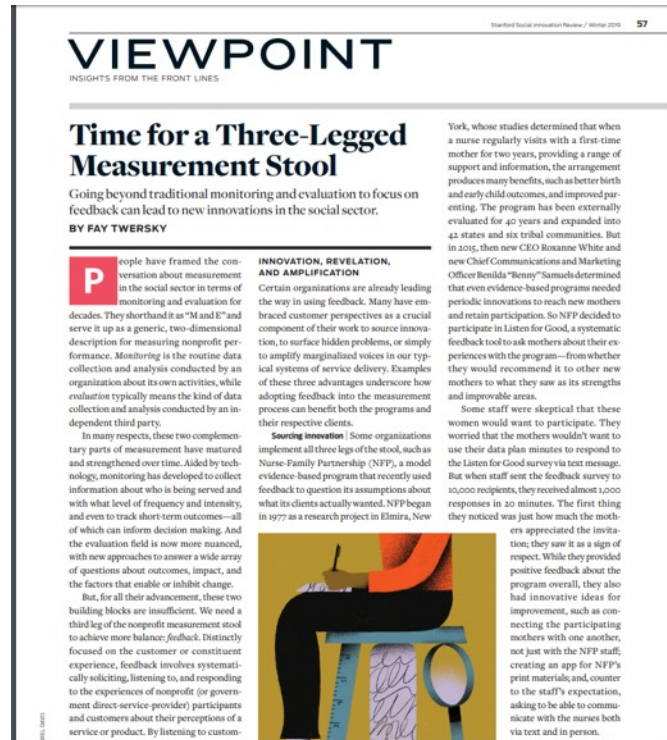 Stanford Social Innovation Review / Winter 2019 57
VIEWPOINT
INSIGHTS FROM THE FRONT LINES
Time for a Three-Legged
Measurement Stool
Going beyond traditional monitoring and evaluation to focus on
feedback can lead to new innovations in the social sector.
BY FAY TWERSKY
People have framed the con-
versation about measurement
in the social sector in terms of
monitoring and evaluation for
decades. They shorthand it as “M and E” and
serve it up as a generic, two-dimensional
description for measuring nonprofit per-
formance. Monitoring is the routine data
collection and analysis conducted by an
organization about its own activities, while
evaluation typically means the kind of data
collection and analysis conducted by an in-
dependent third party.
In many respects, these two complemen-
tary parts of measurement have matured
and strengthened over time. Aided by tech-
nology, monitoring has developed to collect
information about who is being served and
with what level of frequency and intensity,
and even to track short-term outcomes—all
of which can inform decision making. And
the evaluation field is now more nuanced,
with new approaches to answer a wide array
of questions about outcomes, impact, and
the factors that enable or inhibit change.
But, for all their advancement, these two
building blocks are insufficient. We need a
third leg of the nonprofit measurement stool
to achieve more balance: feedback. Distinctly
focused on the customer or constituent
experience, feedback involves systemati-
cally soliciting, listening to, and responding
to the experiences of nonprofit (or govern-
ment direct-service-provider) participants
and customers about their perceptions of a
service or product. By listening to custom-
INNOVATION, REVELATION,
AND AMPLIFICATION
Certain organizations are already leading
the way in using feedback. Many have em-
braced customer perspectives as a crucial
component of their work to source innova-
tion, to surface hidden problems, or simply
to amplify marginalized voices in our typ-
ical systems of service delivery. Examples
of these three advantages underscore how
adopting feedback into the measurement
process can benefit both the programs and
their respective clients.
Sourcing innovation | Some organizations
implement all three legs of the stool, such as
Nurse-Family Partnership (NFP), a model
evidence-based program that recently used
feedback to question its assumptions about
what its clients actually wanted. NFP began
in 1977 as a research project in Elmira, New
York, whose studies determined that when
a nurse regularly visits with a first-time
mother for two years, providing a range of
support and information, the arrangement
produces many benefits, such as better birth
and early child outcomes, and improved par-
enting. The program has been externally
evaluated for 40 years and expanded into
42 states and six tribal communities. But
in 2015, then new CEO Roxanne White and
new Chief Communications and Marketing
Officer Benilda “Benny” Samuels determined
that even evidence-based programs needed
periodic innovations to reach new mothers
and retain participation. So NFP decided to
participate in Listen for Good, a systematic
feedback tool to ask mothers about their ex-
periences with the program—from whether
they would recommend it to other new
mothers to what they saw as its strengths
and improvable areas.
Some staff were skeptical that these
women would want to participate. They
worried that the mothers wouldn’t want to
use their data plan minutes to respond to
the Listen for Good survey via text message.
But when staff sent the feedback survey to
10,000 recipients, they received almost 1,000
responses in 20 minutes. The first thing
they noticed was just how much the moth-
ers appreciated the invita-
tion; they saw it as a sign of
respect. While they provided
positive feedback about the
program overall, they also
had innovative ideas for
improvement, such as con-
necting the participating
mothers with one another,
not just with the NFP staff;
creating an app for NFP’s
print materials; and, counter
to the staff’s expectation,
asking to be able to commu-
nicate with the nurses both
via text and in person.